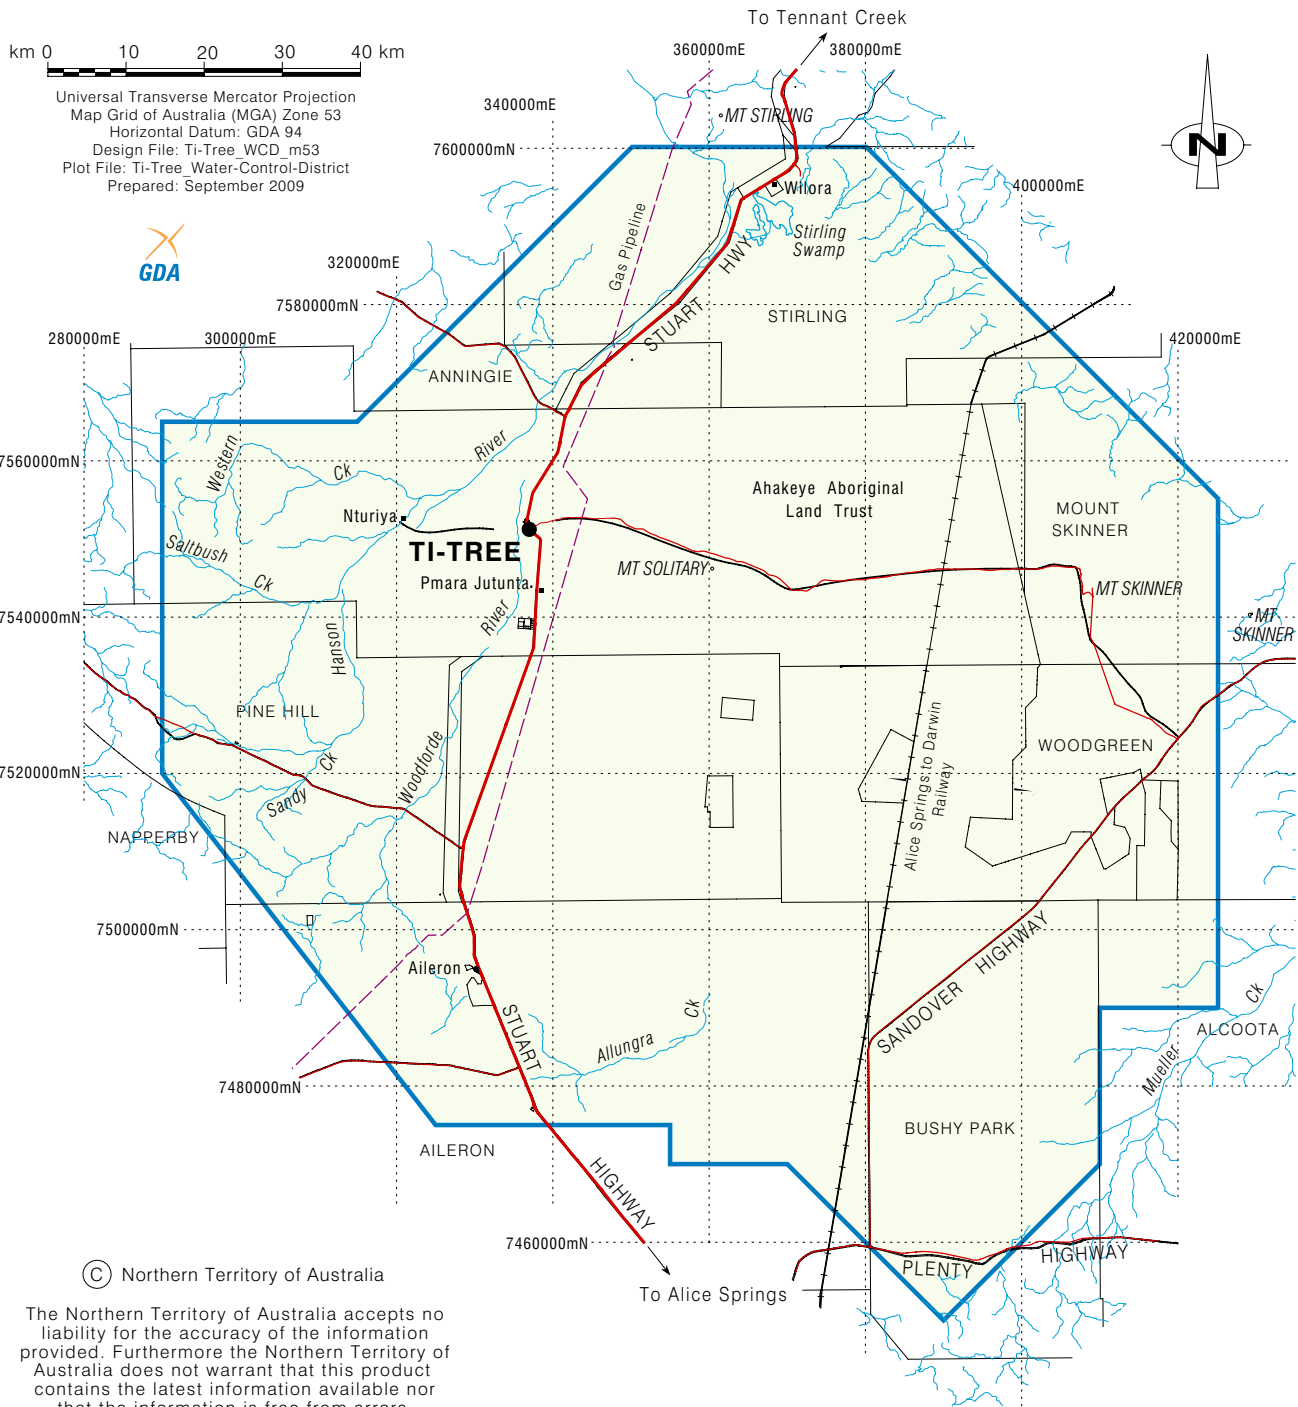 To Tennant Creek
km 0 10 20 30 40 km
360000mE
380000mE
Universal Transverse Mercator Projection
Map Grid of Australia (MGA) Zone 53
Horizontal Datum: GDA 94
Design File: Ti-Tree_WCD_m53
Plot File: Ti-Tree_Water-Control-District
Prepared: September 2009
340000mE
MT STIRLING
7600000mN
N
Wilora
400000mE
GDA
Gas Pipeline
Stirling
Swamp
HWY
320000mE
7580000mN
STUART
STIRLING
280000mE
300000mE
420000mE
ANNINGIE
Western
River
7560000mN
Ck
Ahakeye Aboriginal
Land Trust
MOUNT
SKINNER
Nturiya
TI-TREE
Saltbush
Ck
MT SOLITARY
Pmara Jutunta
MT SKINNER
7540000mN
River
MT
SKINNER
Hanson
PINE HILL
WOODGREEN
Alice Springs to Darwin
Railway
Woodforde
Ck
7520000mN
Sandy
NAPPERBY
7500000mN
HIGHWAY
Aileron
SANDOVER
Ck
STUART
Ck
ALCOOTA
Allungra
Mueller
7480000mN
BUSHY PARK
AILERON
HIGHWAY
7460000mN
PLENTY
HIGHWAY
To Alice Springs
C Northern Territory of Australia
The Northern Territory of Australia accepts no
liability for the accuracy of the information
provided. Furthermore the Northern Territory of
Australia does not warrant that this product
contains the latest information available nor
that the information is free from errors